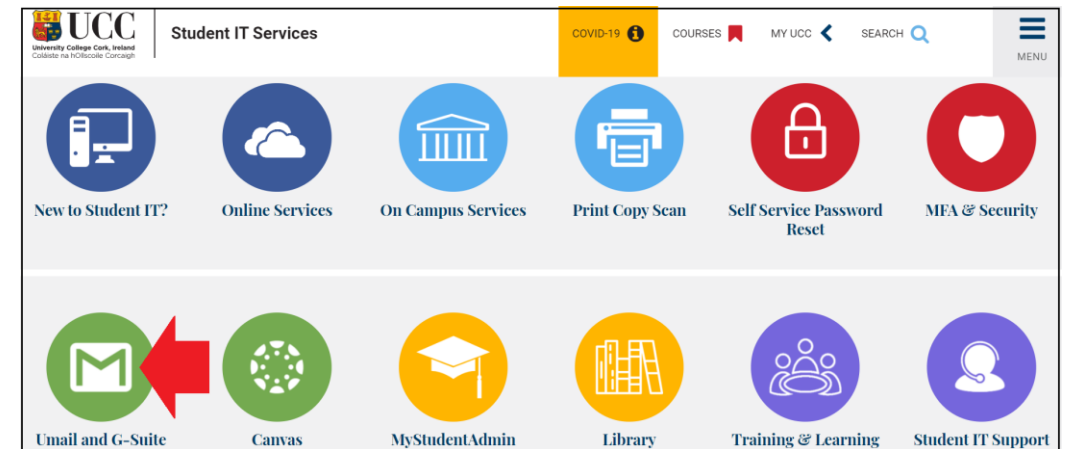 UCC
University College Cork, Ireland
Coláiste na hOllscoile Corcaigh
Student IT Services
COVID-19
COURSES
MY UCC
SEARCH
MENU
New to Student IT?
Online Services
On Campus Services
Print Copy Scan
Self Service Password
Reset
MFA & Security
Umail and G-Suite
Canvas
MyStudentAdmin
Library
Training & Learning
Student IT Support